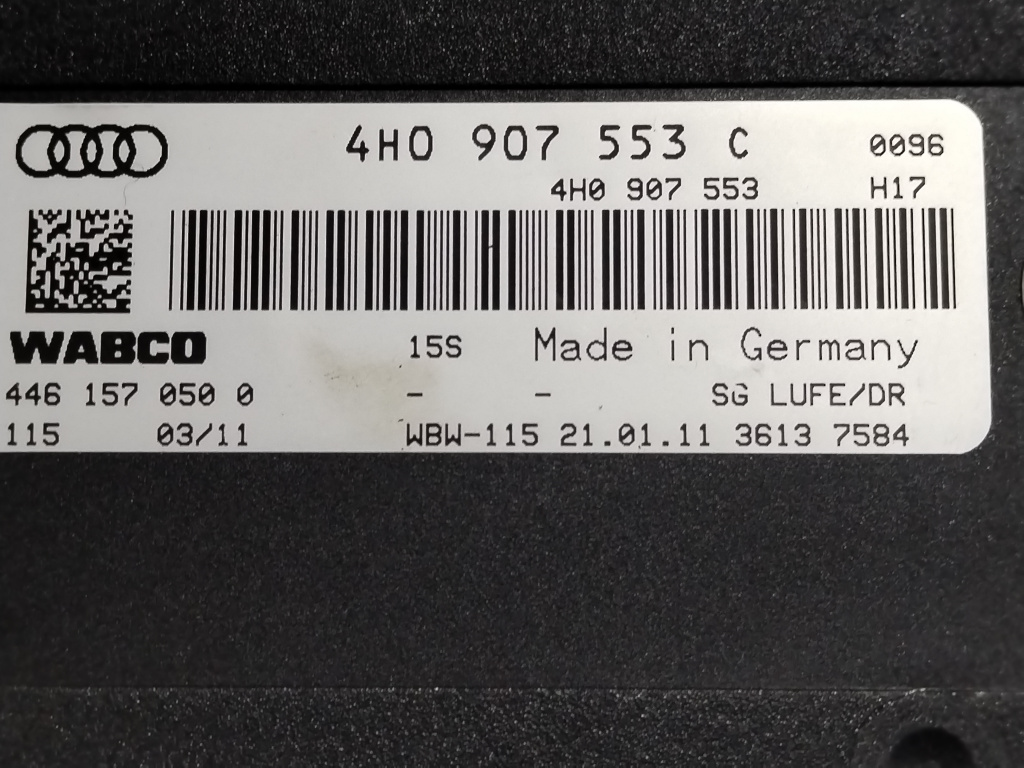 4H0 907 553 C 0096
4H0 907 553 H17
WABCO 15S Made in Germany
446 157 050 0 - - SG LUFE/DR
115 03/11 WBW-115 21.01.11 3613 7584